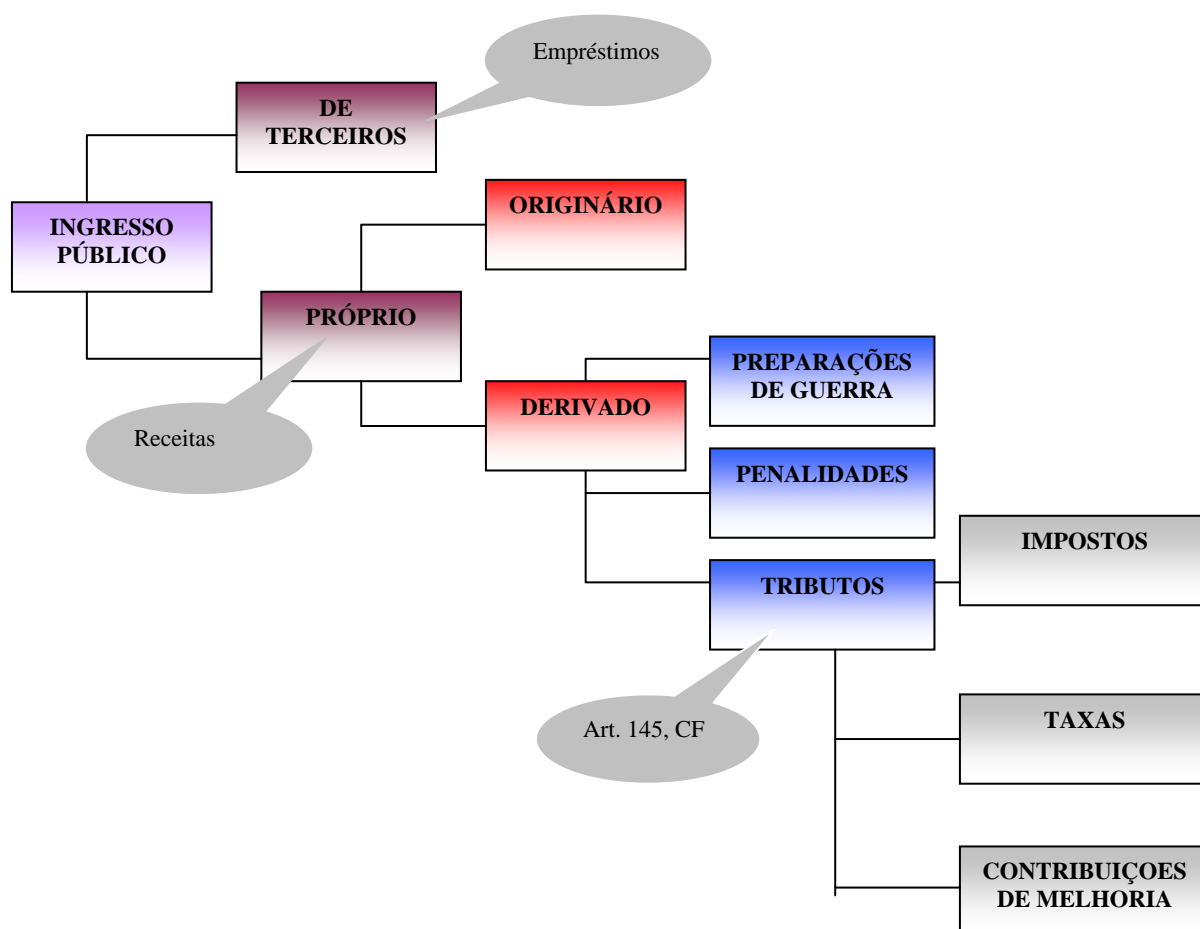 Empréstimos
DE
TERCEIROS
ORIGINÁRIO
INGRESSO
PÚBLICO
PRÓPRIO
PREPARAÇÕES
DE GUERRA
DERIVADO
Receitas
PENALIDADES
IMPOSTOS
TRIBUTOS
TAXAS
Art. 145, CF
CONTRIBUIÇOES
DE MELHORIA